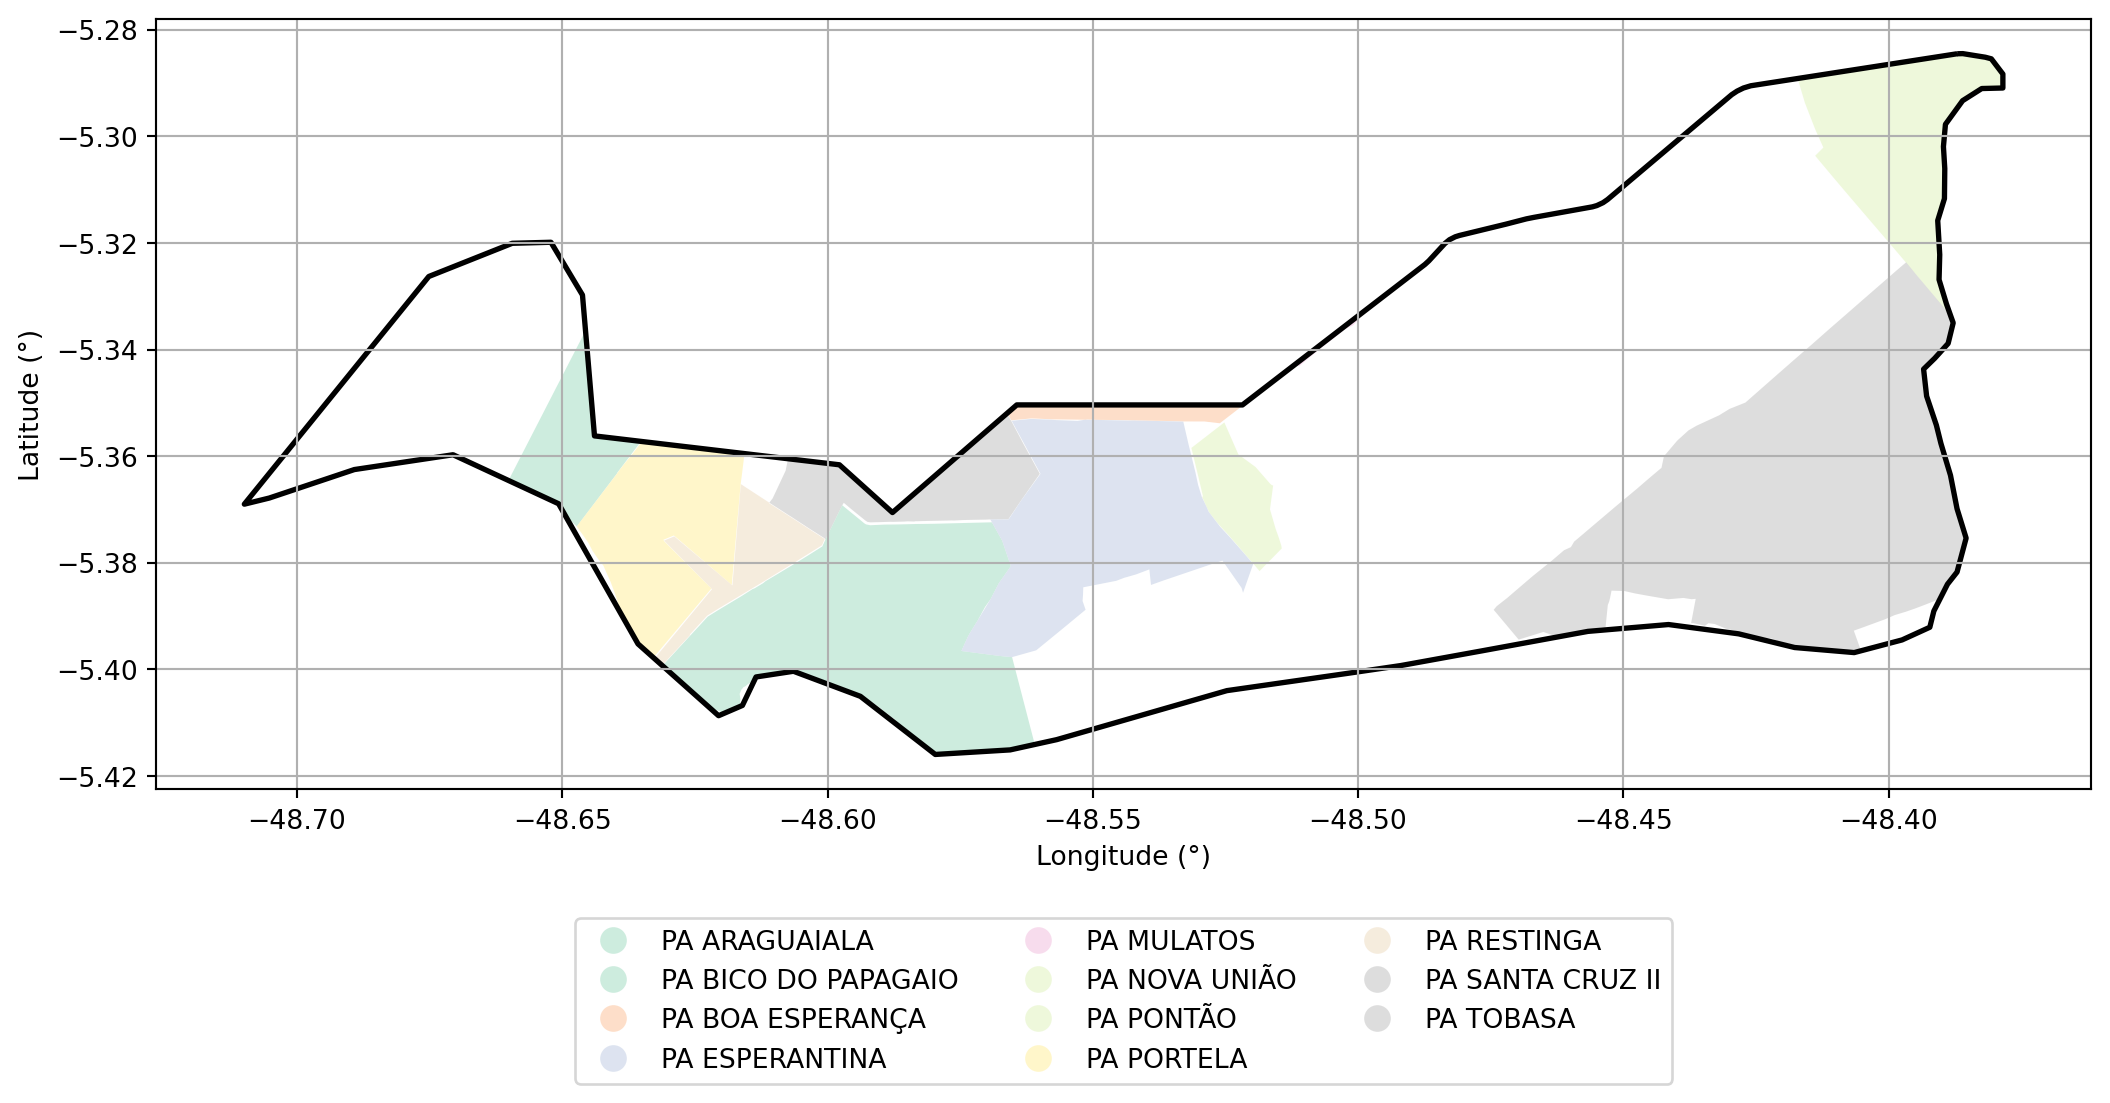 −5.28
−5.30
−5.32
−5.34
−5.36
−5.38
−5.40
−5.42
Latitude (°)
−48.70 −48.65 −48.60 −48.55 −48.50 −48.45 −48.40
Longitude (°)
PA ARAGUAIALA
PA BICO DO PAPAGAIO
PA BOA ESPERANÇA
PA ESPERANTINA
PA MULATOS
PA NOVA UNIÃO
PA PONTÃO
PA PORTELA
PA RESTINGA
PA SANTA CRUZ II
PA TOBASA